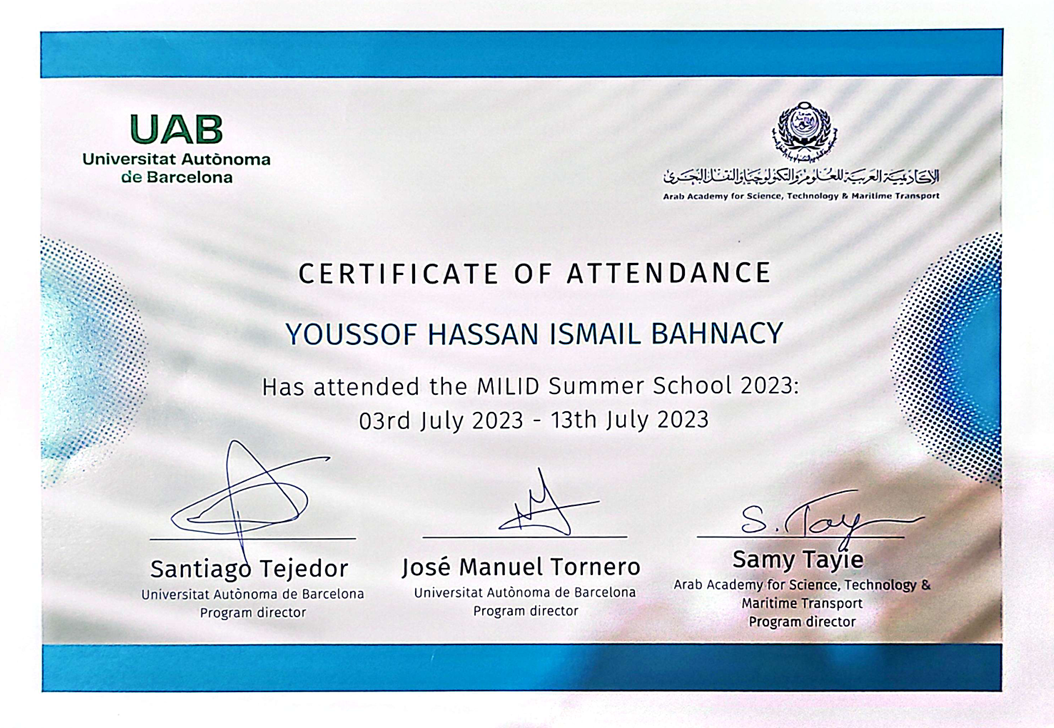 UAB
Universitat Autònoma
de Barcelona
الأكاديمية العربية للعلوم والتكنولوجيا والنقل البحري
Arab Academy for Science, Technology & Maritime Transport
CERTIFICATE OF ATTENDANCE
YOUSSOF HASSAN ISMAIL BAHNACY
Has attended the MILID Summer School 2023:
03rd July 2023 - 13th July 2023
S. Tay
Santiago Tejedor
Universitat Autònoma de Barcelona
Program director
José Manuel Tornero
Universitat Autònoma de Barcelona
Program director
Samy Tayie
Arab Academy for Science, Technology &
Maritime Transport
Program director